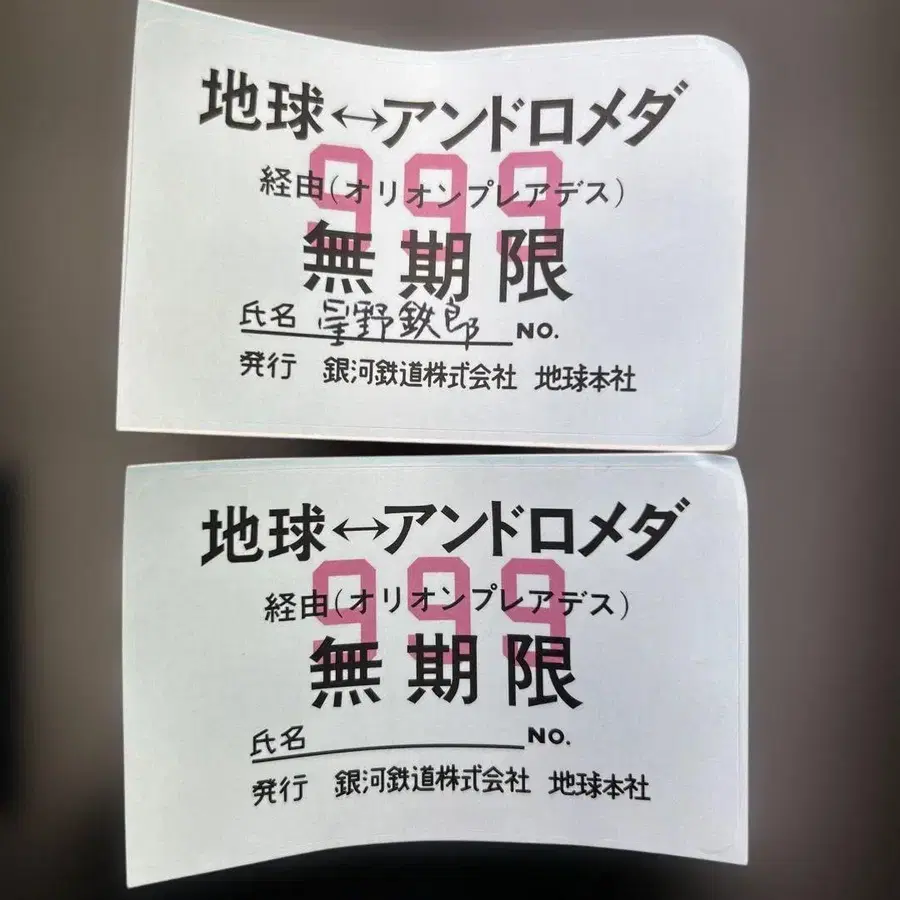 地球↔アンドロメダ
999
経由(オリオンプレアデス)
無期限
氏名 星野鉄郎 NO.
発行 銀河鉄道株式会社 地球本社
地球↔アンドロメダ
999
経由(オリオンプレアデス)
無期限
氏名 NO.
発行 銀河鉄道株式会社 地球本社